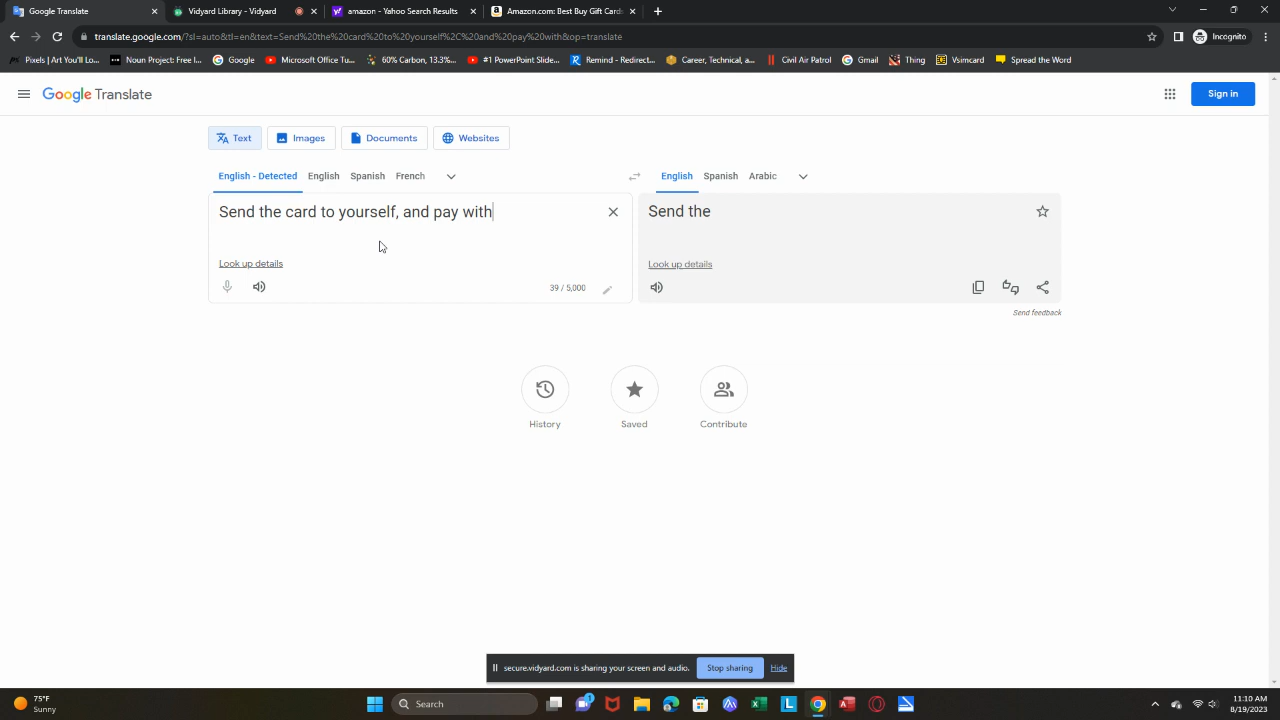 Google Translate
Vidyard Library - Vidyard
amazon - Yahoo Search Results
Amazon.com: Best Buy Gift Cards
translate.google.com/?sl=auto&tl=en&text=Send%20the%20card%20to%20yourself%2C%20and%20pay%20with&op=translate
Incognito
Pixels | Art You'll Lo...
Noun Project: Free I...
Google
Microsoft Office Tu...
60% Carbon, 13.3%...
#1 PowerPoint Slide...
Remind - Redirect...
Career, Technical, a...
Civil Air Patrol
Gmail
Thing
Vsimcard
Spread the Word
Google Translate
Sign in
Text
Images
Documents
Websites
English - Detected
English
Spanish
French
English
Spanish
Arabic
Send the card to yourself, and pay with
Send the
Look up details
Look up details
39 / 5,000
Send feedback
History
Saved
Contribute
secure.vidyard.com is sharing your screen and audio.
Stop sharing
Hide
75°F
Sunny
Search
1
11:10 AM
8/19/2023